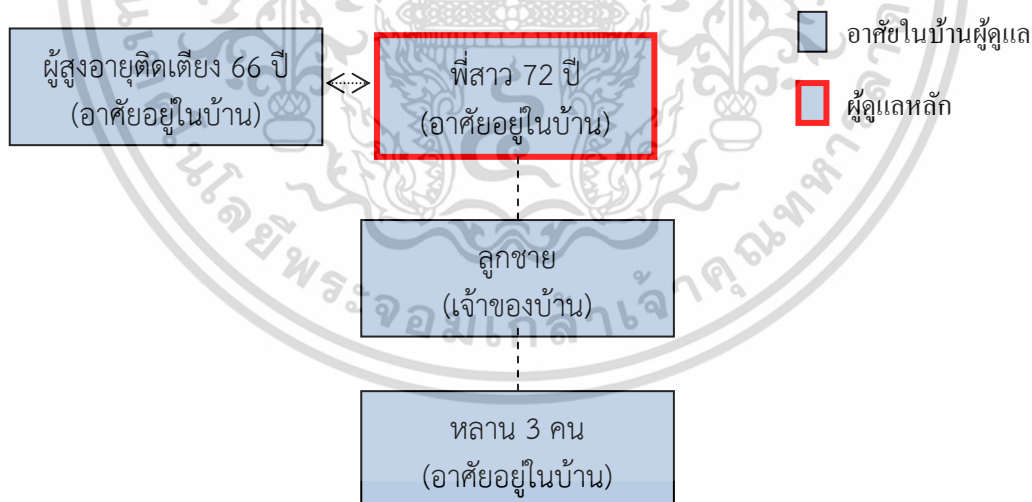 ผู้สูงอายุติดเตียง 66 ปี
(อาศัยอยู่ในบ้าน)
พี่สาว 72 ปี
(อาศัยอยู่ในบ้าน)
อาศัยในบ้านผู้ดูแล
ผู้ดูแลหลัก
ลูกชาย
(เจ้าของบ้าน)
หลาน 3 คน
(อาศัยอยู่ในบ้าน)